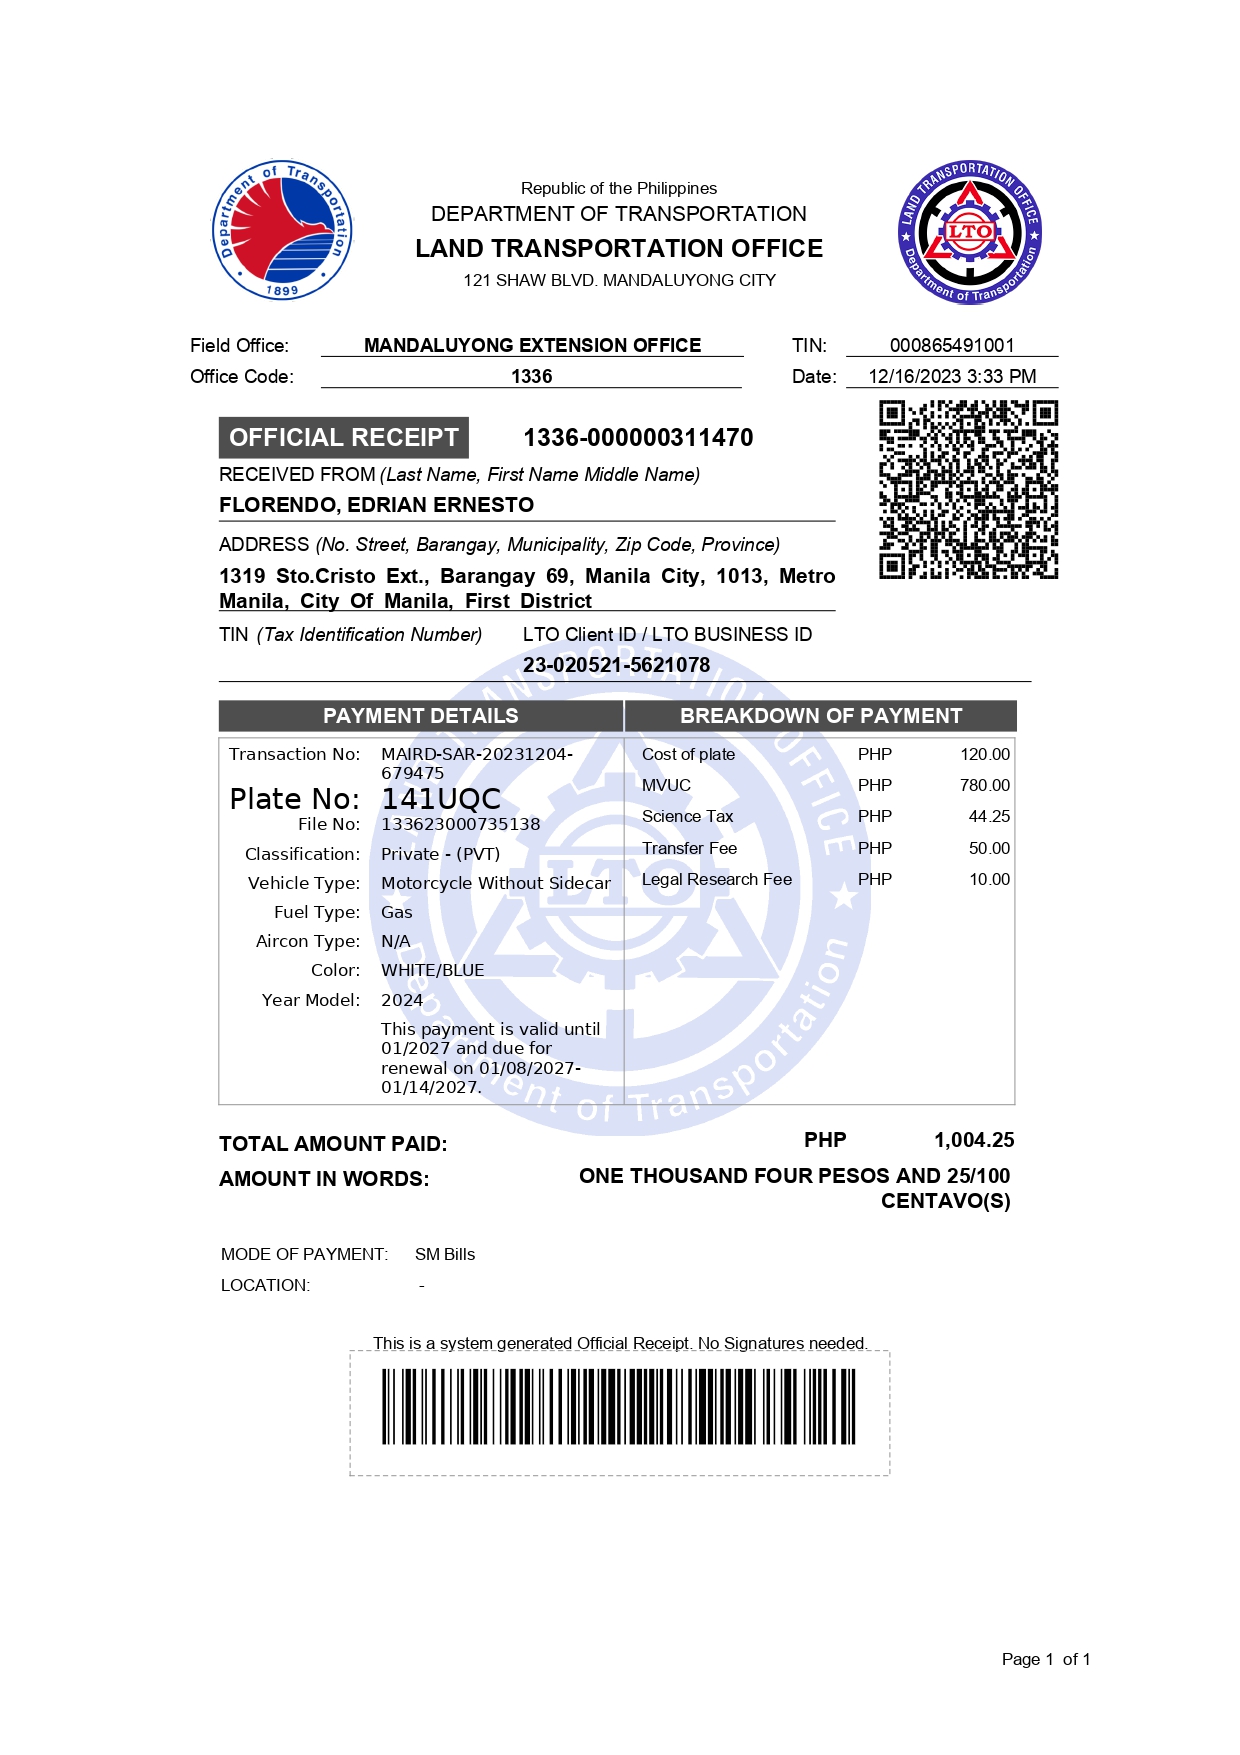 Department of Transportation
1899
Republic of the Philippines
DEPARTMENT OF TRANSPORTATION
LAND TRANSPORTATION OFFICE
121 SHAW BLVD. MANDALUYONG CITY
LAND TRANSPORTATION OFFICE
LTO
Department of Transportation
Field Office: MANDALUYONG EXTENSION OFFICE TIN: 000865491001
Office Code: 1336 Date: 12/16/2023 3:33 PM
OFFICIAL RECEIPT 1336-000000311470
RECEIVED FROM (Last Name, First Name Middle Name)
FLORENDO, EDRIAN ERNESTO
ADDRESS (No. Street, Barangay, Municipality, Zip Code, Province)
1319 Sto.Cristo Ext., Barangay 69, Manila City, 1013, Metro
Manila, City Of Manila, First District
TIN (Tax Identification Number) LTO Client ID / LTO BUSINESS ID
23-020521-5621078
PAYMENT DETAILS BREAKDOWN OF PAYMENT
Transaction No: MAIRD-SAR-20231204-
679475
Plate No: 141UQC
File No: 133623000735138
Classification: Private - (PVT)
Vehicle Type: Motorcycle Without Sidecar
Fuel Type: Gas
Aircon Type: N/A
Color: WHITE/BLUE
Year Model: 2024
This payment is valid until
01/2027 and due for
renewal on 01/08/2027-
01/14/2027.
Cost of plate PHP 120.00
MVUC PHP 780.00
Science Tax PHP 44.25
Transfer Fee PHP 50.00
Legal Research Fee PHP 10.00
LAND TRANSPORTATION OFFICE
LTO
Department of Transportation
TOTAL AMOUNT PAID: PHP 1,004.25
AMOUNT IN WORDS: ONE THOUSAND FOUR PESOS AND 25/100
CENTAVO(S)
MODE OF PAYMENT: SM Bills
LOCATION: -
This is a system generated Official Receipt. No Signatures needed.
Page 1 of 1